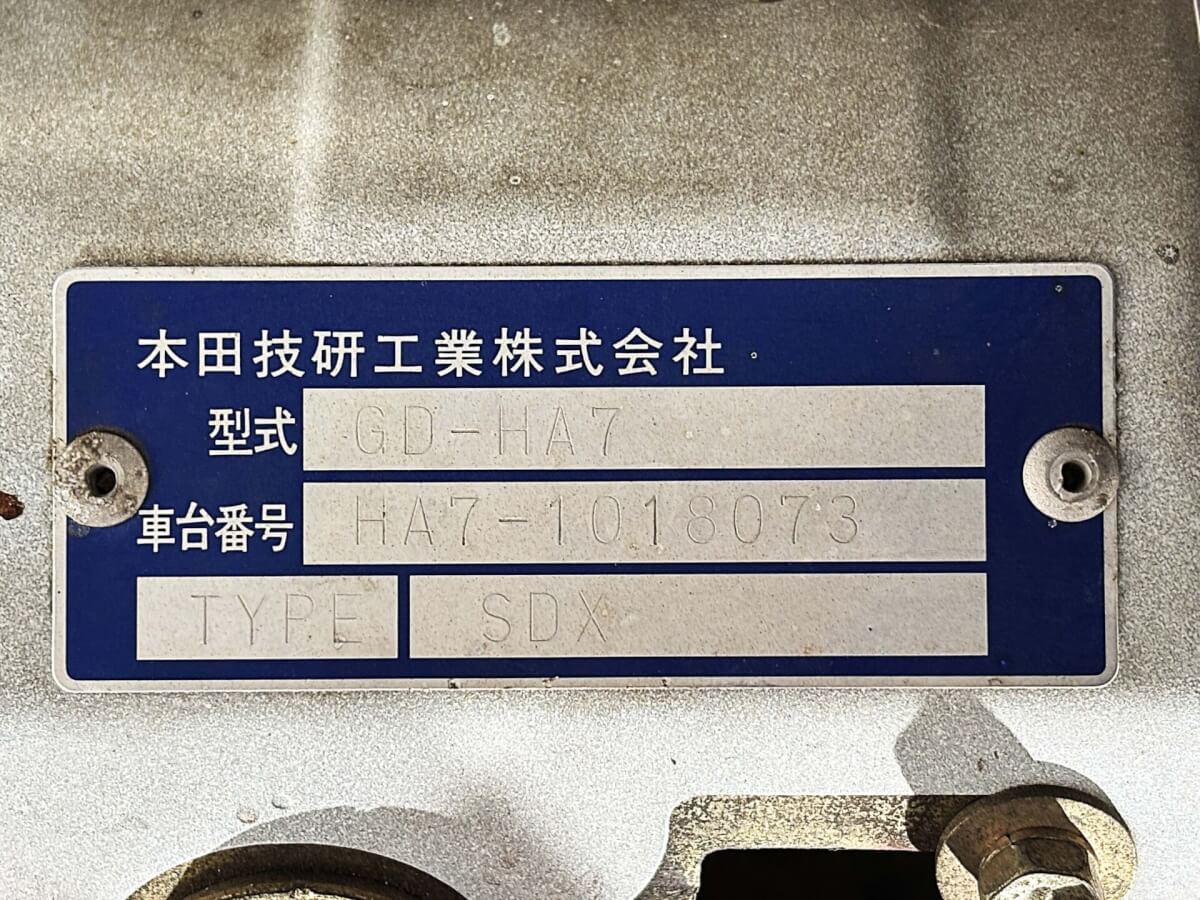 本田技研工業株式会社
型式 GD-HA7
車台番号 HA7-1018073
TYPE SDX